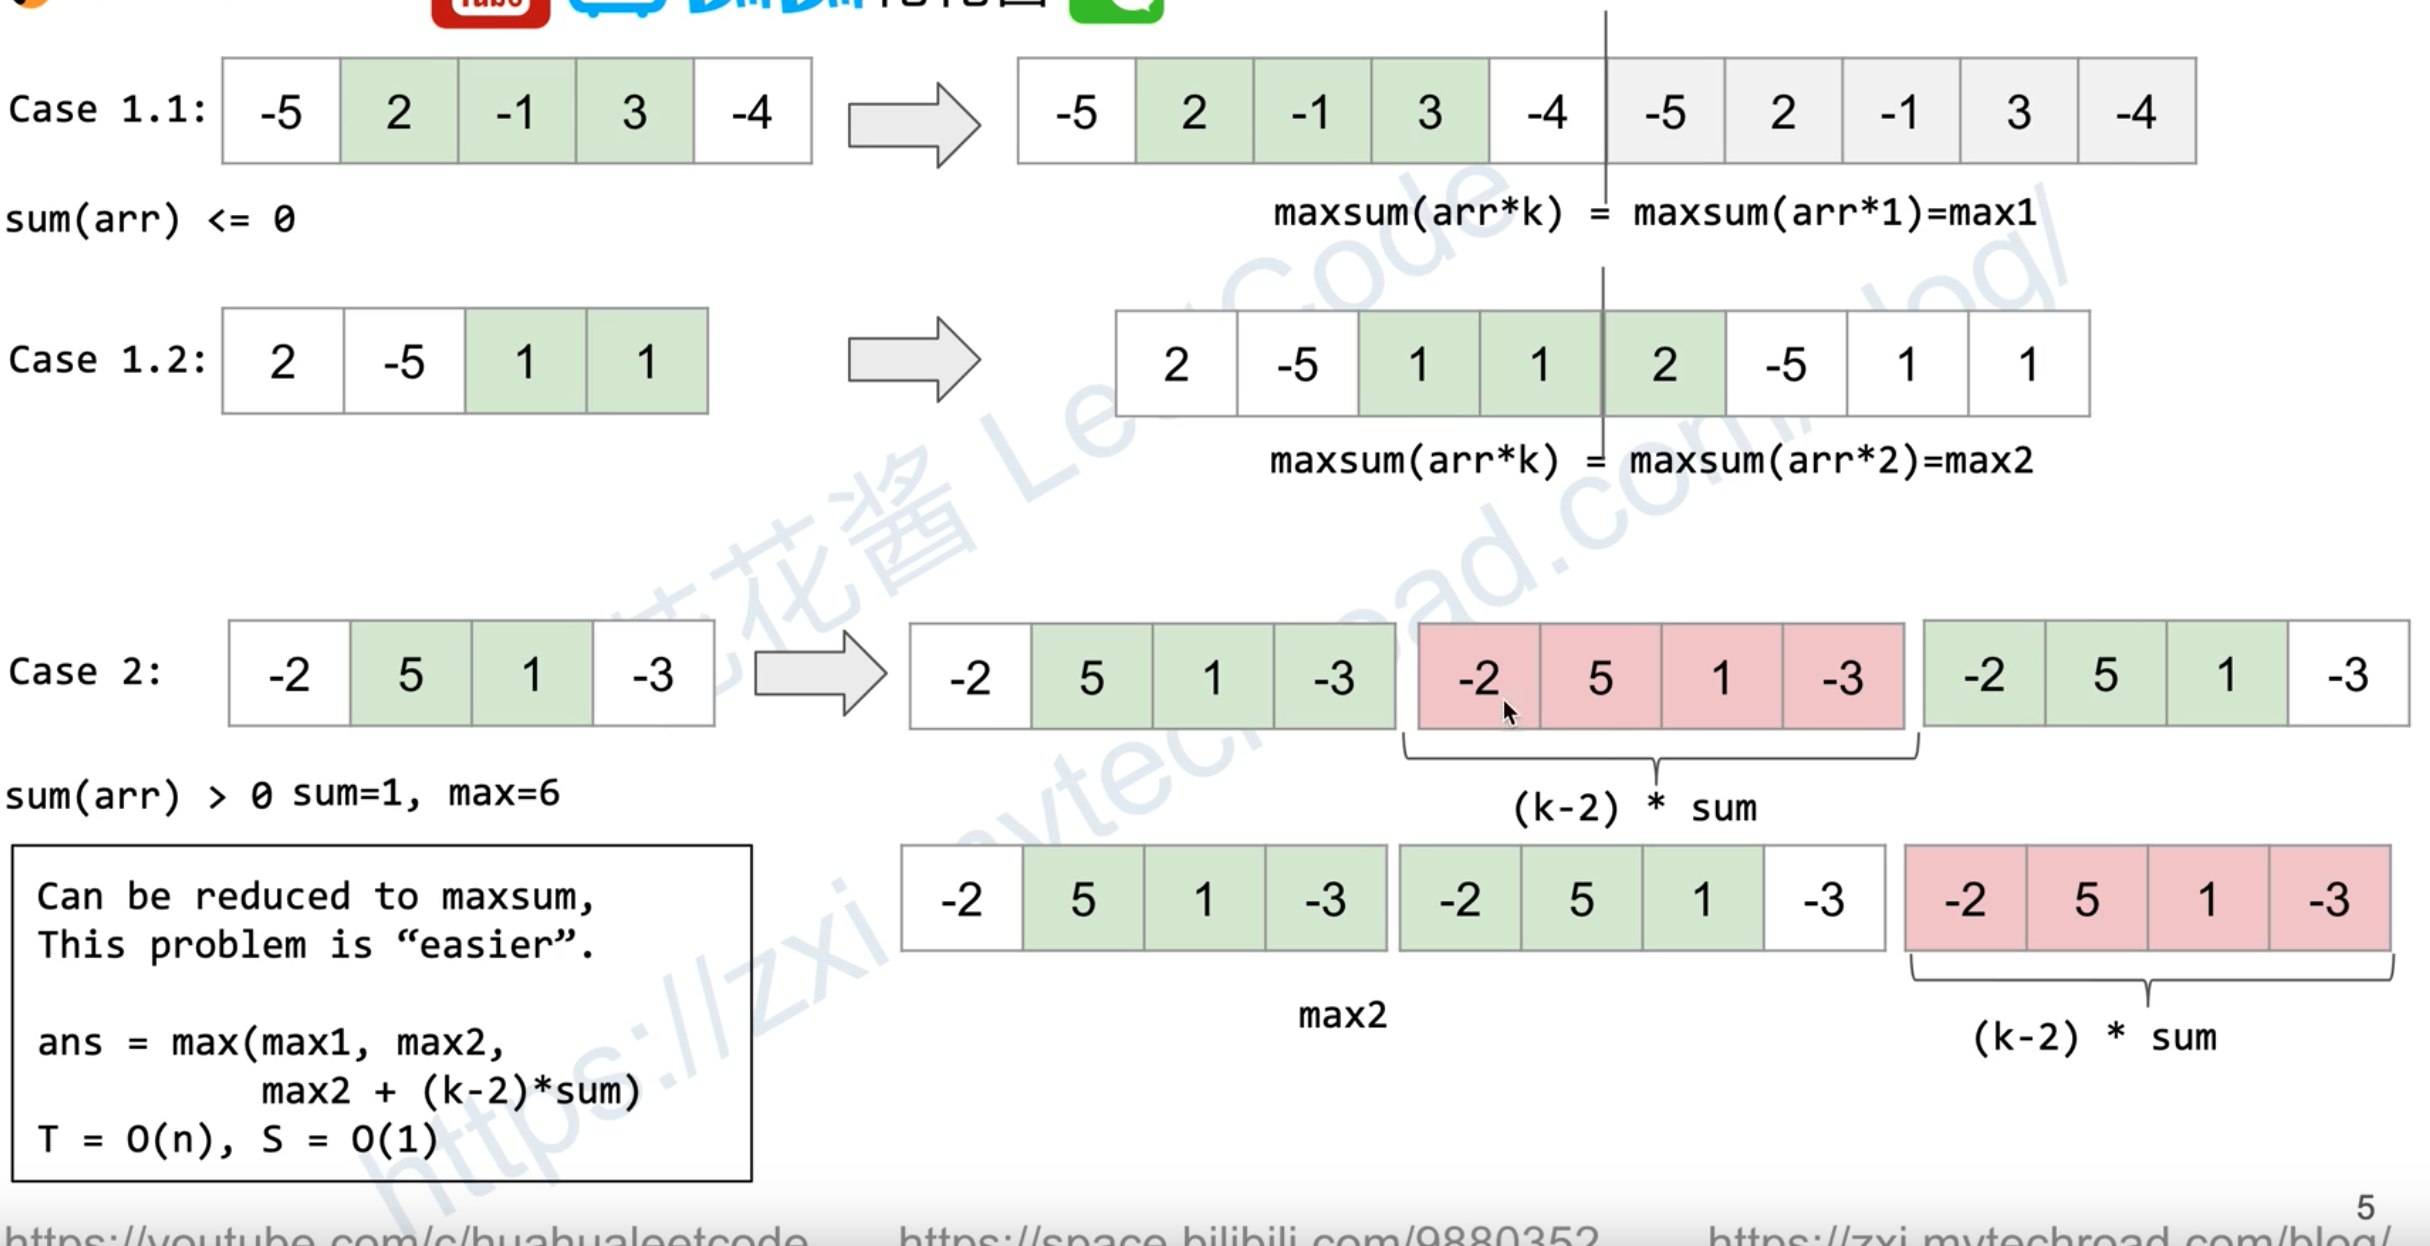 Tube
Case 1.1: -5 2 -1 3 -4 -5 2 -1 3 -4 -5 2 -1 3 -4
sum(arr) <= 0
maxsum(arr*k) = maxsum(arr*1)=max1
Case 1.2: 2 -5 1 1 2 -5 1 1 2 -5 1 1
maxsum(arr*k) = maxsum(arr*2)=max2
Case 2: -2 5 1 -3 -2 5 1 -3 -2 5 1 -3 -2 5 1 -3
sum(arr) > 0 sum=1, max=6
(k-2) * sum
-2 5 1 -3 -2 5 1 -3 -2 5 1 -3
max2
(k-2) * sum
Can be reduced to maxsum,
This problem is “easier”.
ans = max(max1, max2,
max2 + (k-2)*sum)
T = O(n), S = O(1)
花花酱 LeetCode
https://zxi.mytechroad.com/blog/
5
https://youtube.com/c/huahualeetcode
https://space.bilibili.com/9880352
https://zxi.mytechroad.com/blog/